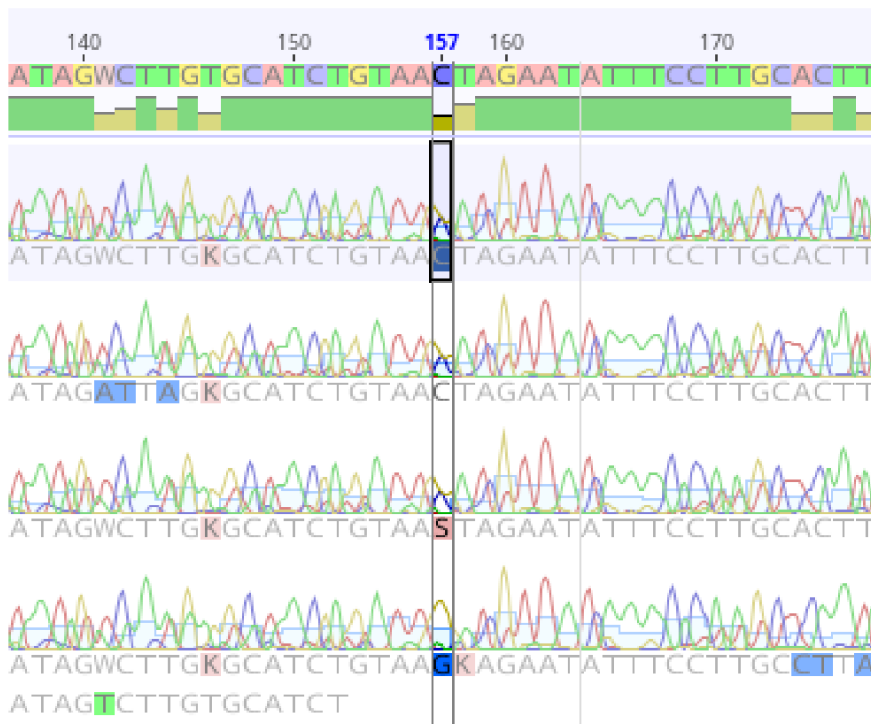 140 150 157 160 170
ATAGWCTTGTGCATCTGTAACTAGAATATTTCCTTGCACTT
ATAGWCTTGKGCATCTGTAACTAGAATATTTCCTTGCACTT
ATAGATTAGKGCATCTGTAACTAGAATATTTCCTTGCACTT
ATAGWCTTGKGCATCTGTAASTAGAATATTTCCTTGCACTT
ATAGWCTTGKGCATCTGTAAGKAGAATATTTCCTTGCCTTA
ATAGTCTTGTGCATCT